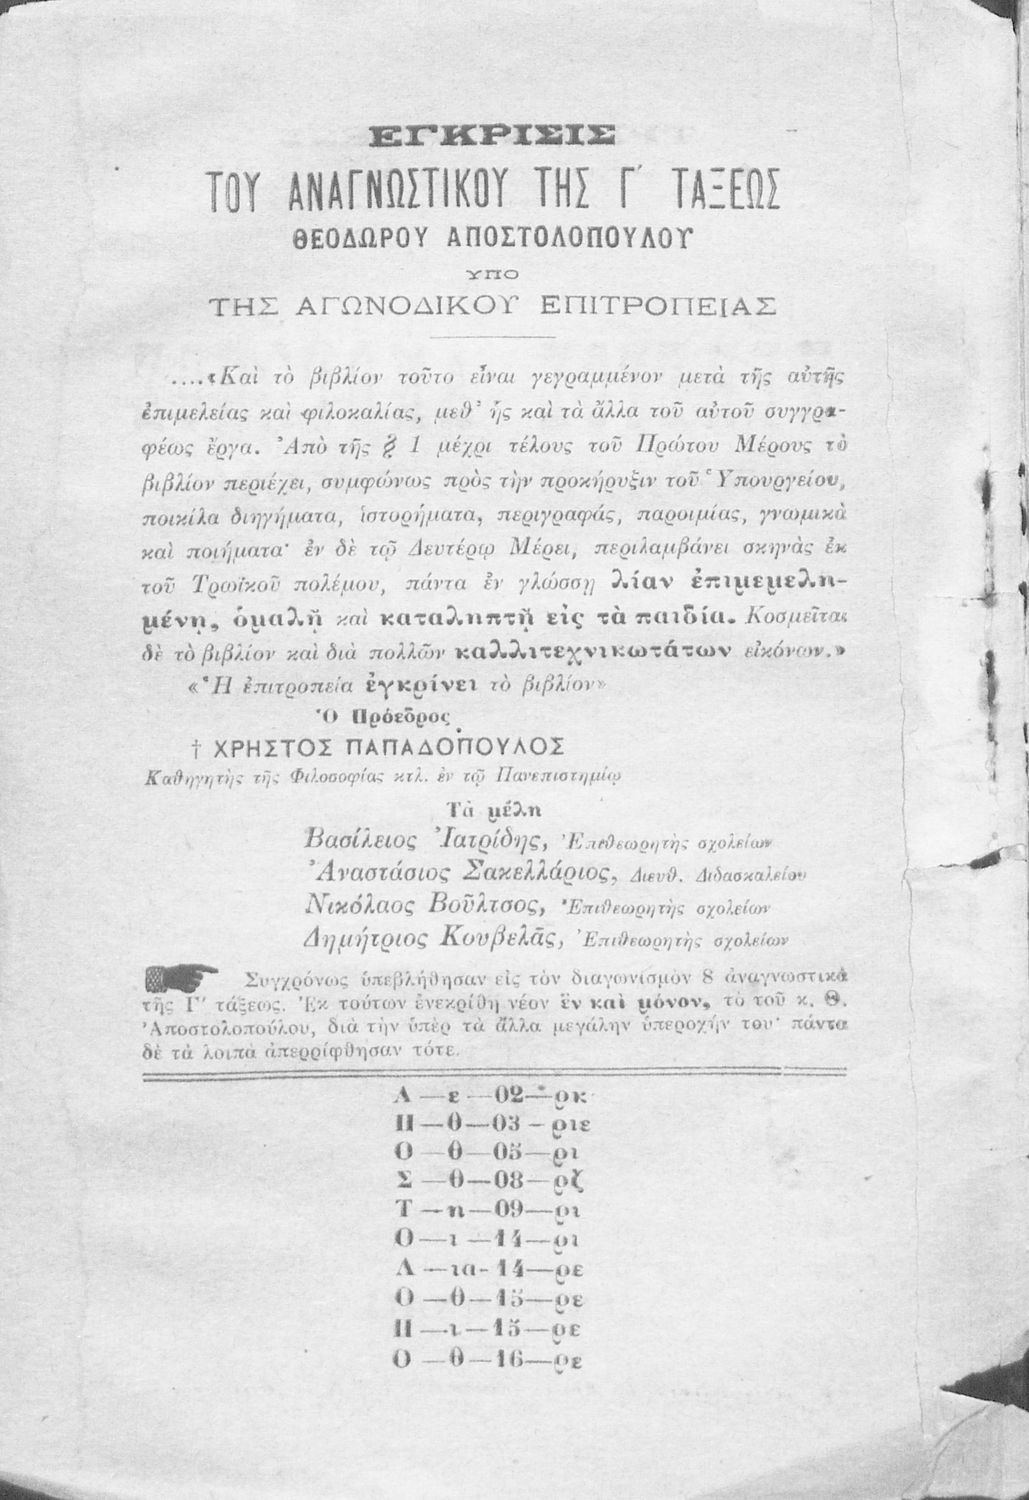 ΕΓΚΡΙΣΙΣ
ΤΟΥ ΑΝΑΓΝΩΣΤΙΚΟΥ ΤΗΣ Γ΄ ΤΑΞΕΩΣ
ΘΕΟΔΩΡΟΥ ΑΠΟΣΤΟΛΟΠΟΥΛΟΥ
ΥΠΟ
ΤΗΣ ΑΓΩΝΟΔΙΚΟΥ ΕΠΙΤΡΟΠΕΙΑΣ
....«Καὶ τὸ βιβλίον τοῦτο εἶναι γεγραμμένον μετὰ τῆς αὐτῆς
ἐπιμελείας καὶ φιλοκαλίας, μεθ᾽ ἧς καὶ τὰ ἄλλα τοῦ αὐτοῦ συγγρα-
φέως ἔργα. Ἀπὸ τῆς § 1 μέχρι τέλους τοῦ Πρώτου Μέρους τὸ
βιβλίον περιέχει, συμφώνως πρὸς τὴν προκήρυξιν τοῦ Ὑπουργείου,
ποικίλα διηγήματα, ἱστορήματα, περιγραφάς, παροιμίας, γνωμικὰ
καὶ ποιήματα· ἐν δὲ τῷ Δευτέρῳ Μέρει, περιλαμβάνει σκηνὰς ἐκ
τοῦ Τρωϊκοῦ πολέμου, πάντα ἐν γλώσσῃ λίαν ἐπιμεμελη-
μένῃ, ὁμαλῇ καὶ καταληπτῇ εἰς τὰ παιδία. Κοσμεῖται
δὲ τὸ βιβλίον καὶ διὰ πολλῶν καλλιτεχνικωτάτων εἰκόνων.»
«Ἡ ἐπιτροπεία ἐγκρίνει τὸ βιβλίον»
Ὁ Πρόεδρος
† ΧΡΗΣΤΟΣ ΠΑΠΑΔΟΠΟΥΛΟΣ
Καθηγητὴς τῆς Φιλοσοφίας κτλ. ἐν τῷ Πανεπιστημίῳ
Τὰ μέλη
Βασίλειος Ἰατρίδης, Ἐπιθεωρητὴς σχολείων
Ἀναστάσιος Σακελλάριος, Διευθ. Διδασκαλείου
Νικόλαος Βοῦλτσος, Ἐπιθεωρητὴς σχολείων
Δημήτριος Κουβελᾶς, Ἐπιθεωρητὴς σχολείων
Συγχρόνως ὑπεβλήθησαν εἰς τὸν διαγωνισμὸν 8 ἀναγνωστικὰ
τῆς Γ΄ τάξεως. Ἐκ τούτων ἐνεκρίθη νέον ἓν καὶ μόνον, τὸ τοῦ κ. Θ.
Ἀποστολοπούλου, διὰ τὴν ὑπὲρ τὰ ἄλλα μεγάλην ὑπεροχήν του· πάντα
δὲ τὰ λοιπὰ ἀπερρίφθησαν τότε.
Α — ε — 02 — ρκ
Π — θ — 03 – ριε
Ο — θ — 05 — ρι
Σ — θ — 08 — ρζ
Τ — η — 09 — ρι
Ο — ι — 14 — ρι
Λ — ια - 14 — ρε
Ο — θ — 15 — ρε
Π — ι — 15 — ρε
Ο — θ — 16 — ρε